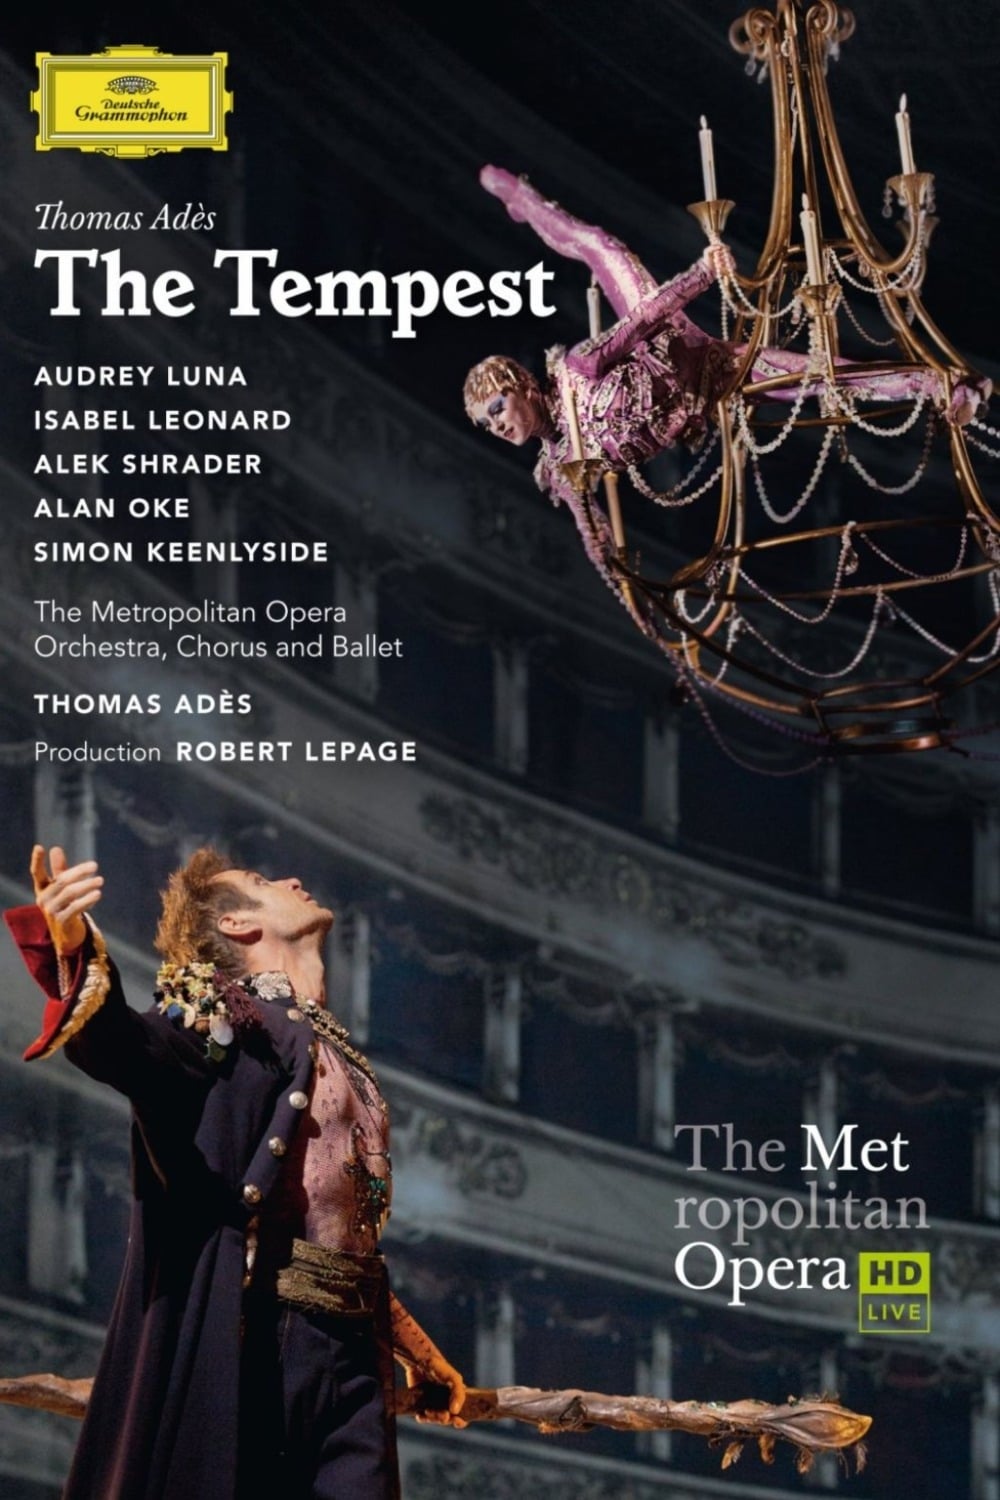 Deutsche
Grammophon
Thomas Adès
The Tempest
AUDREY LUNA
ISABEL LEONARD
ALEK SHRADER
ALAN OKE
SIMON KEENLYSIDE
The Metropolitan Opera
Orchestra, Chorus and Ballet
THOMAS ADÈS
Production ROBERT LEPAGE
The Met
ropolitan
Opera HD
LIVE